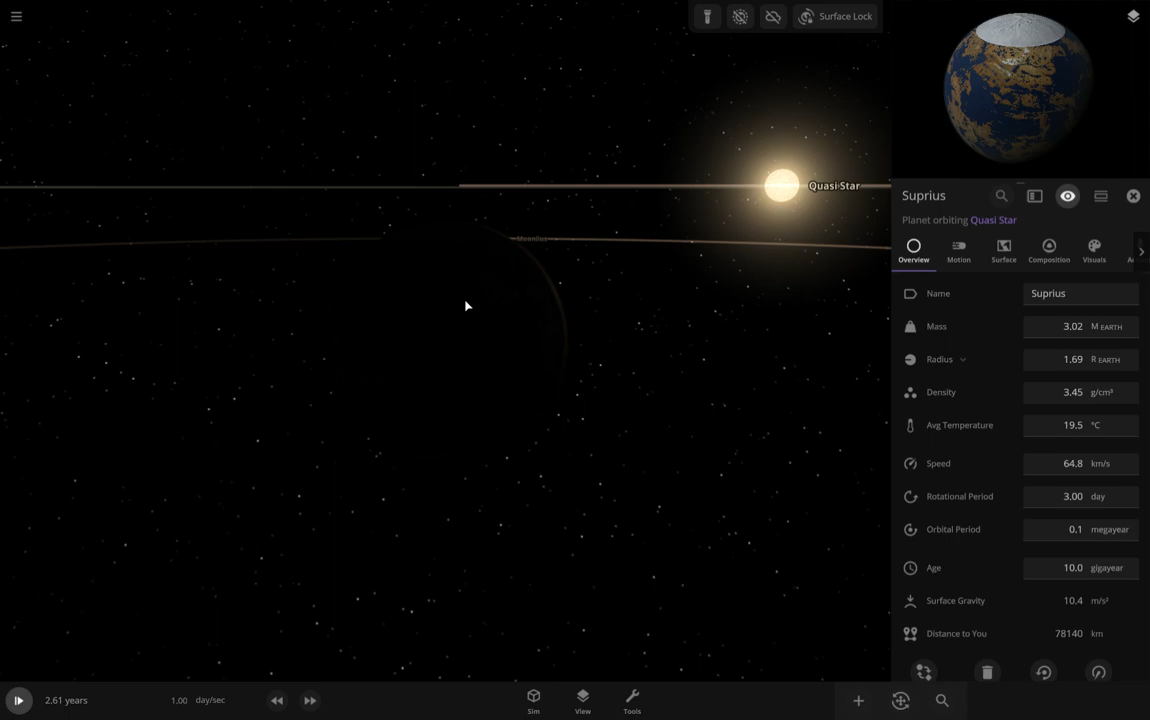 Surface Lock
Quasi Star
Moonlius
Suprius
Planet orbiting Quasi Star
Overview
Motion
Surface
Composition
Visuals
Name
Suprius
Mass
3.02 M EARTH
Radius
1.69 R EARTH
Density
3.45 g/cm³
Avg Temperature
19.5 °C
Speed
64.8 km/s
Rotational Period
3.00 day
Orbital Period
0.1 megayear
Age
10.0 gigayear
Surface Gravity
10.4 m/s²
Distance to You
78140 km
2.61 years
1.00 day/sec
Sim
View
Tools